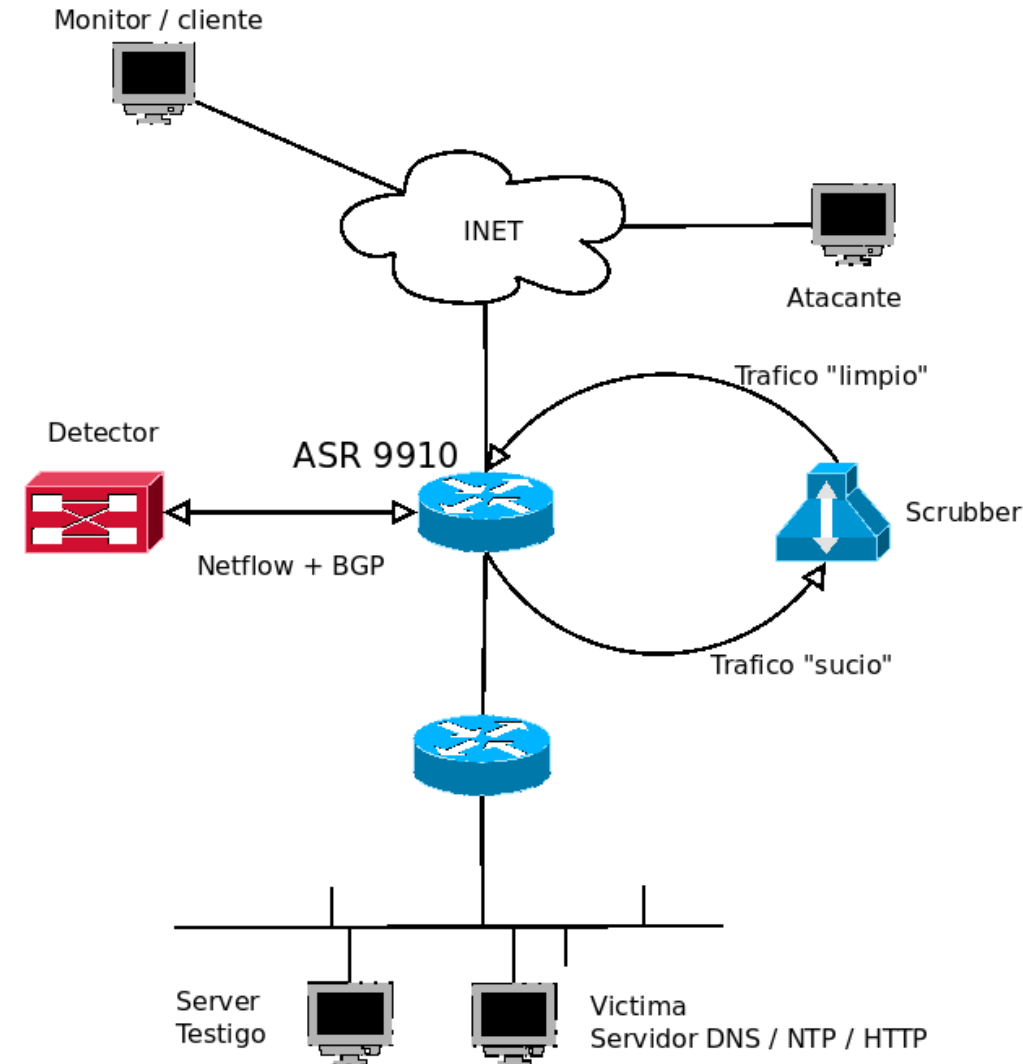 Monitor / cliente
INET
Atacante
Trafico "limpio"
Detector
ASR 9910
Scrubber
Netflow + BGP
Trafico "sucio"
Server
Testigo
Victima
Servidor DNS / NTP / HTTP